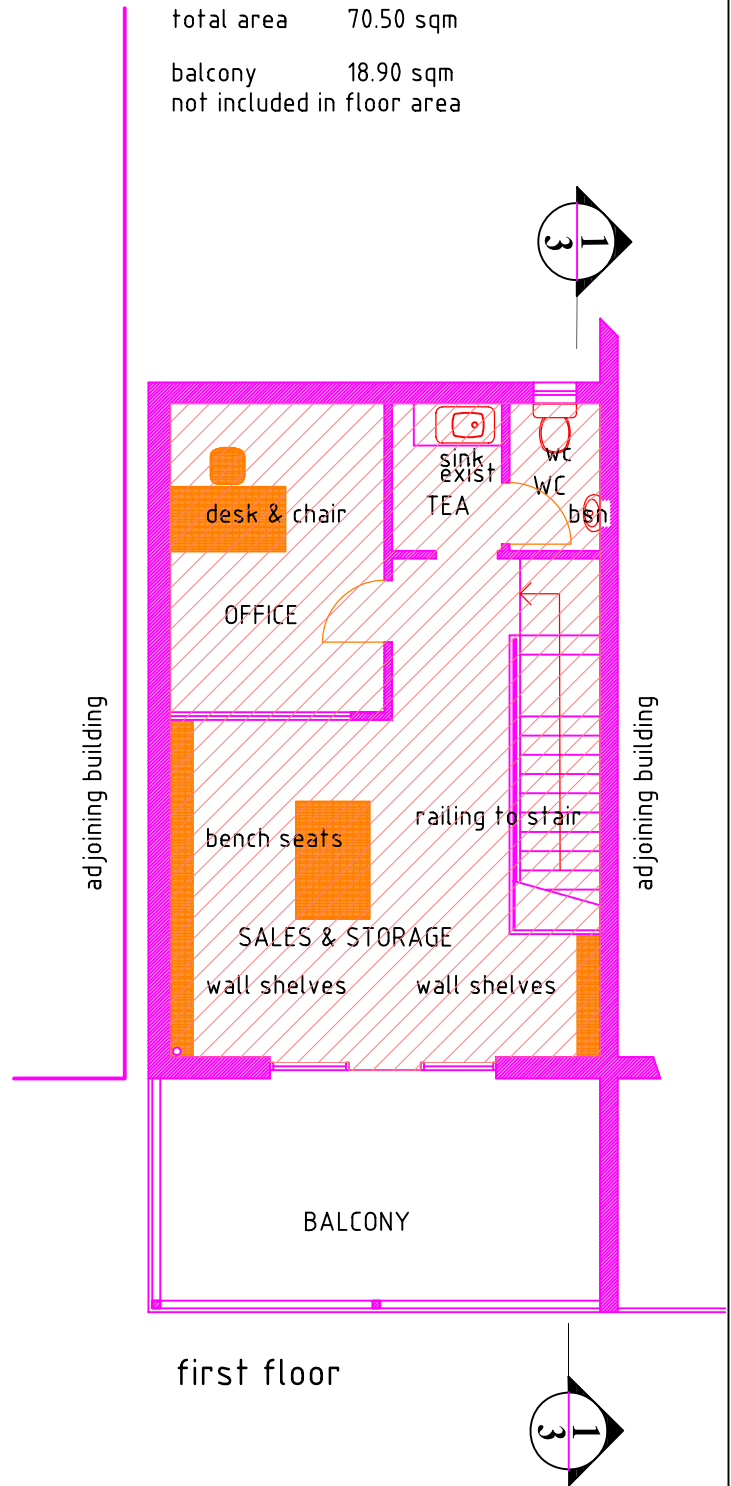 total area 70.50 sqm
balcony 18.90 sqm
not included in floor area
1
3
sink
exist
TEA
wc
WC
bsn
desk & chair
OFFICE
adjoining building
adjoining building
railing to stair
bench seats
SALES & STORAGE
wall shelves wall shelves
BALCONY
first floor
1
3